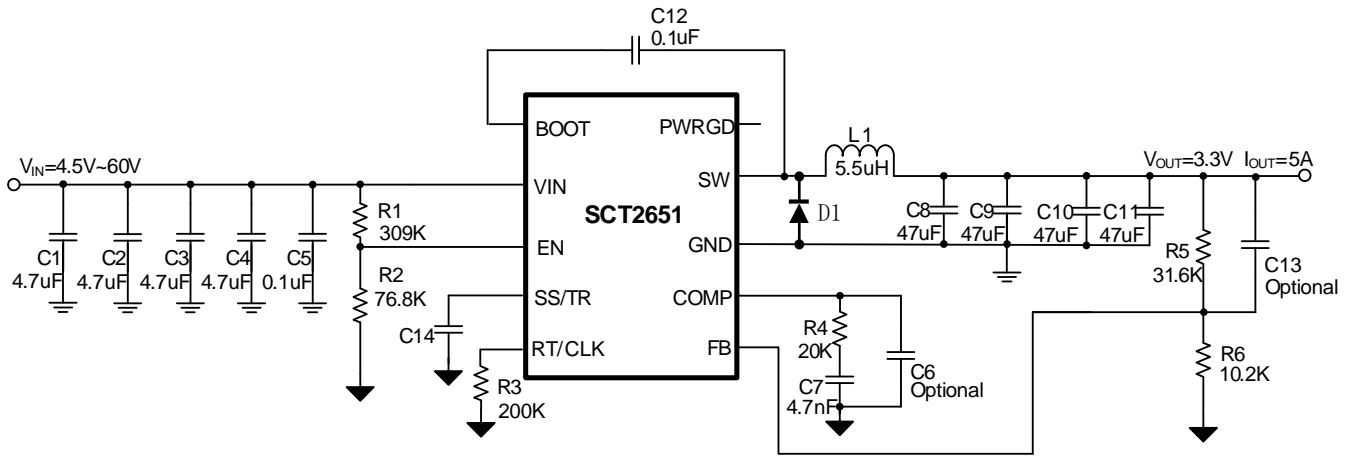 C12
0.1uF
BOOT
PWRGD
L1
5.5uH
VIN=4.5V~60V
VOUT=3.3V IOUT=5A
VIN
SW
SCT2651
R1
309K
D1
C8
47uF
C9
47uF
C10
47uF
C11
47uF
EN
GND
C1
4.7uF
C2
4.7uF
C3
4.7uF
C4
4.7uF
C5
0.1uF
R2
76.8K
R5
31.6K
C13
Optional
SS/TR
COMP
C14
R4
20K
RT/CLK
FB
R3
200K
C7
4.7nF
C6
Optional
R6
10.2K